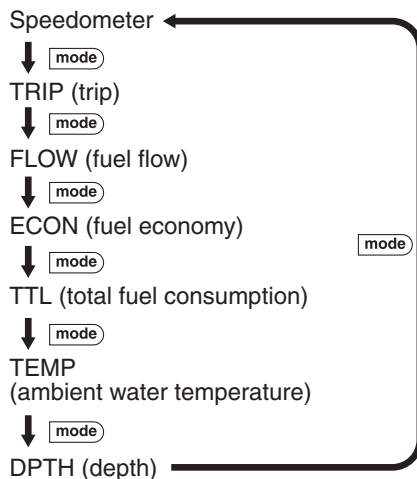 Speedometer
mode
TRIP (trip)
mode
FLOW (fuel flow)
mode
ECON (fuel economy)
mode
mode
TTL (total fuel consumption)
mode
TEMP
(ambient water temperature)
mode
DPTH (depth)